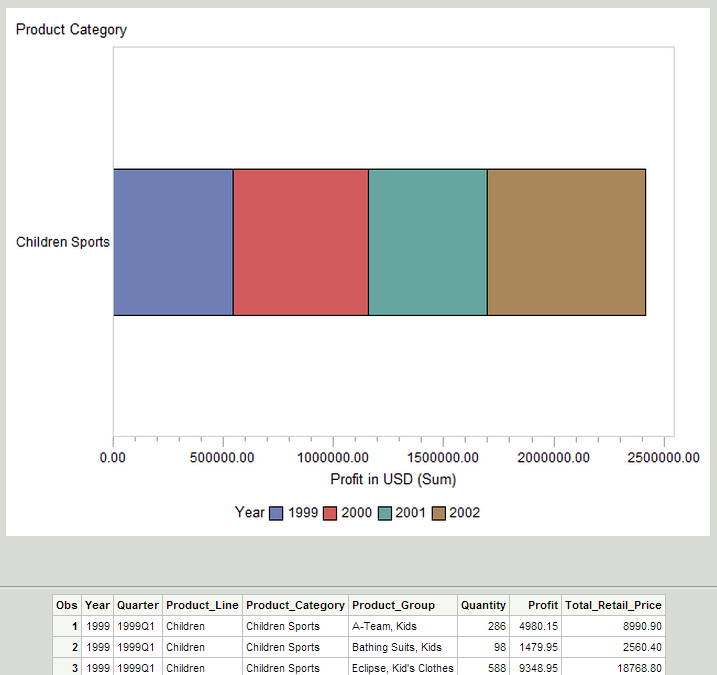 Product Category
Children Sports
0.00 500000.00 1000000.00 1500000.00 2000000.00 2500000.00
Profit in USD (Sum)
Year 1999 2000 2001 2002
Obs Year Quarter Product_Line Product_Category Product_Group Quantity Profit Total_Retail_Price
1 1999 1999Q1 Children Children Sports A-Team, Kids 286 4980.15 8990.90
2 1999 1999Q1 Children Children Sports Bathing Suits, Kids 98 1479.95 2560.40
3 1999 1999Q1 Children Children Sports Eclipse, Kid's Clothes 588 9348.95 18768.80